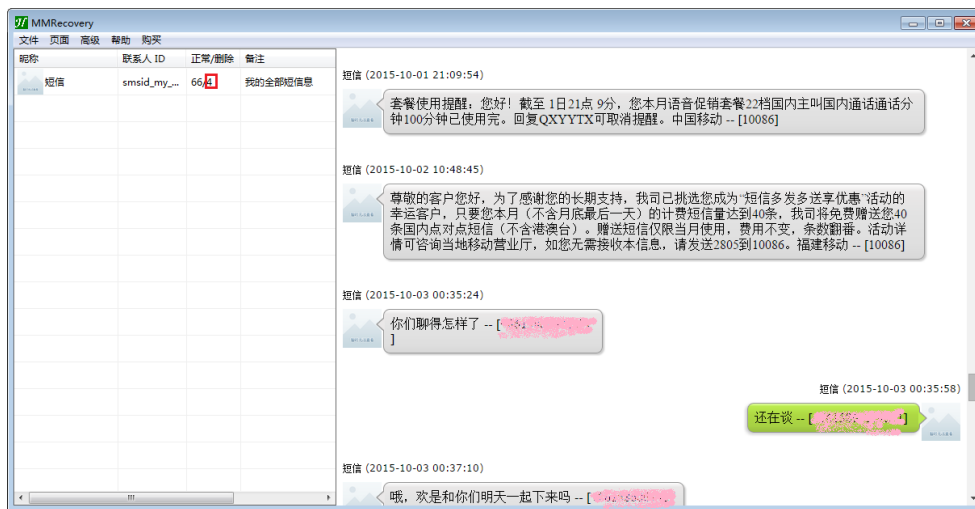 MMRecovery
文件 页面 高级 帮助 购买
昵称 联系人 ID 正常/删除 备注
短信 smsid_my_... 66/4 我的全部短信息
短信 (2015-10-01 21:09:54)
套餐使用提醒：您好！截至 1日21点 9分，您本月语音促销套餐22档国内主叫国内通话通话分
钟100分钟已使用完。回复QXYYTX可取消提醒。中国移动 -- [10086]
短信 (2015-10-02 10:48:45)
尊敬的客户您好，为了感谢您的长期支持，我司已挑选您成为“短信多发多送享优惠”活动的
幸运客户，只要您本月（不含月底最后一天）的计费短信量达到40条，我司将免费赠送您40
条国内点对点短信（不含港澳台）。赠送短信仅限当月使用，费用不变，条数翻番。活动详
情可咨询当地移动营业厅，如您无需接收本信息，请发送2805到10086。福建移动 -- [10086]
短信 (2015-10-03 00:35:24)
你们聊得怎样了 -- [
]
短信 (2015-10-03 00:35:58)
还在谈 -- [ ]
短信 (2015-10-03 00:37:10)
哦，欢是和你们明天一起下来吗 -- [ ]